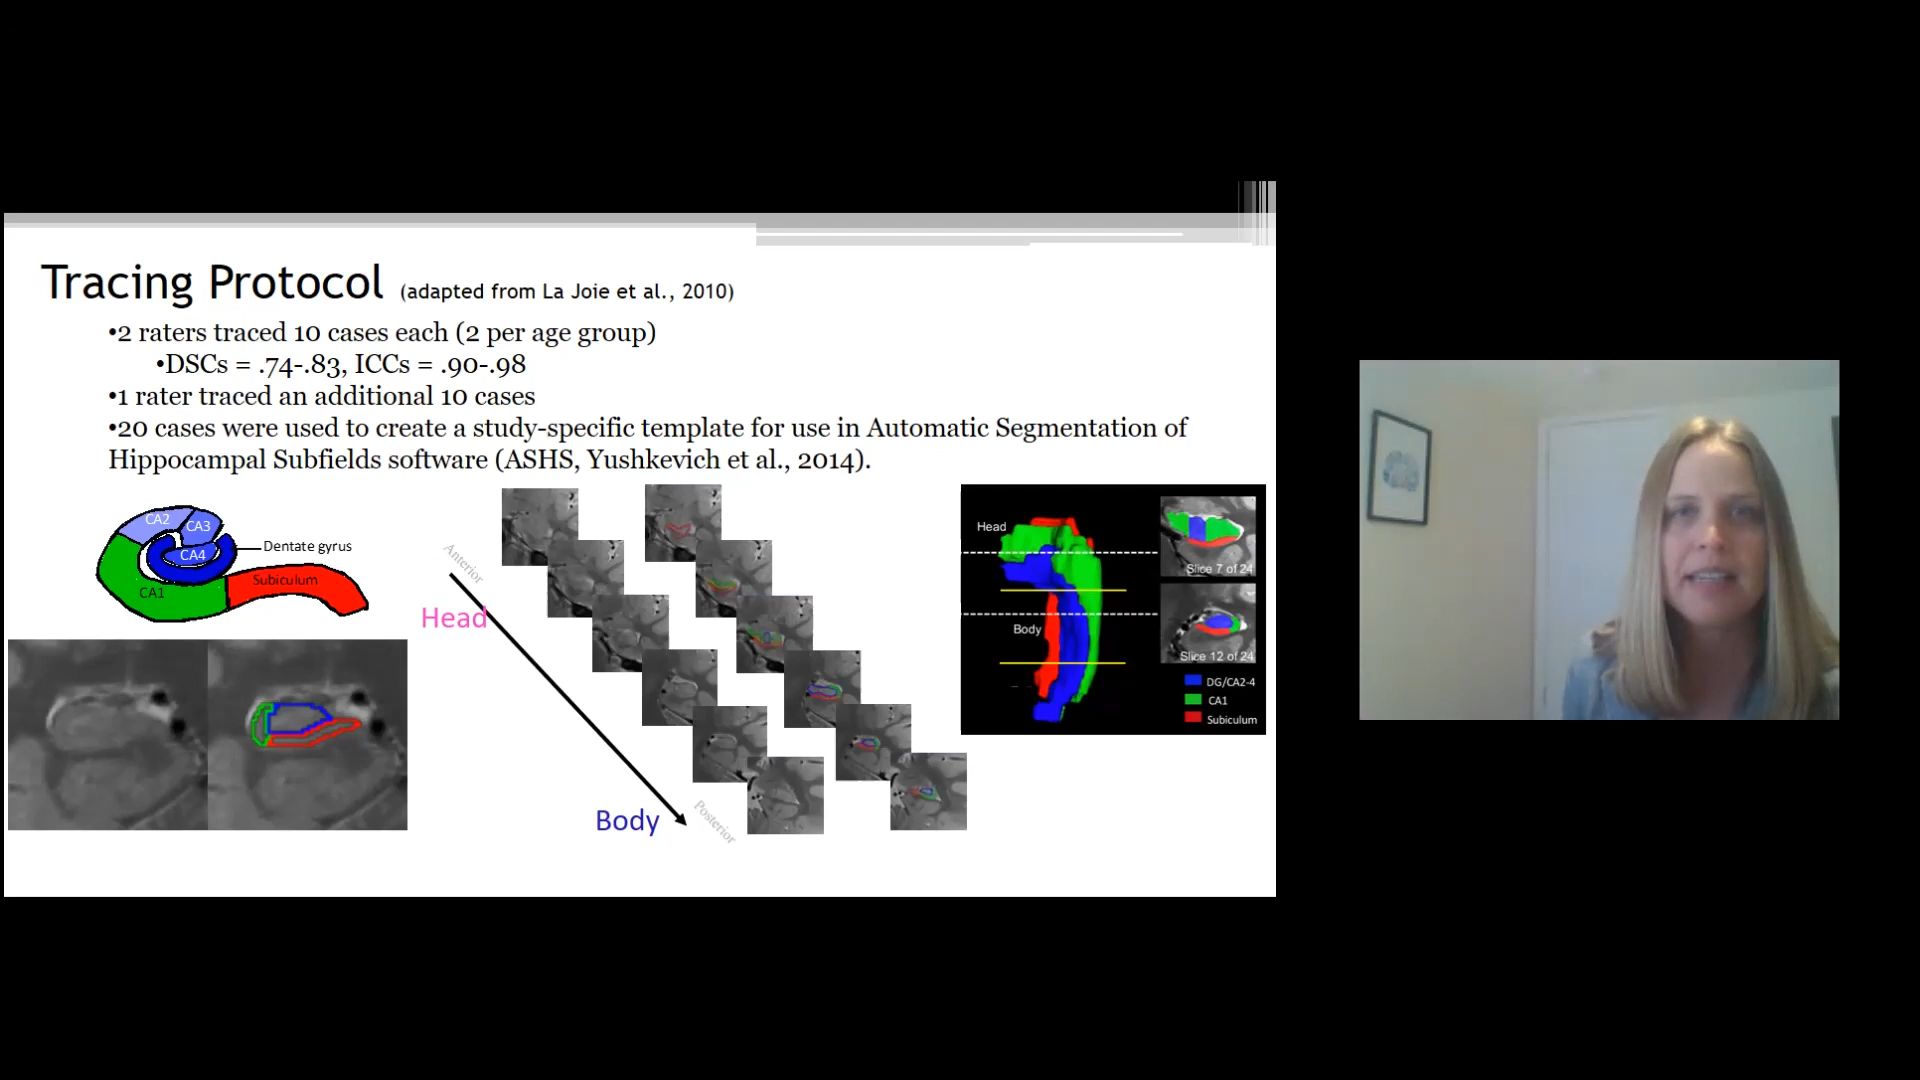 Tracing Protocol (adapted from La Joie et al., 2010)
•2 raters traced 10 cases each (2 per age group)
•DSCs = .74-.83, ICCs = .90-.98
•1 rater traced an additional 10 cases
•20 cases were used to create a study-specific template for use in Automatic Segmentation of
Hippocampal Subfields software (ASHS, Yushkevich et al., 2014).
CA2
CA3
CA4
Dentate gyrus
CA1
Subiculum
Anterior
Head
Body
Posterior
Head
Slice 7 of 24
Body
Slice 12 of 24
DG/CA2-4
CA1
Subiculum